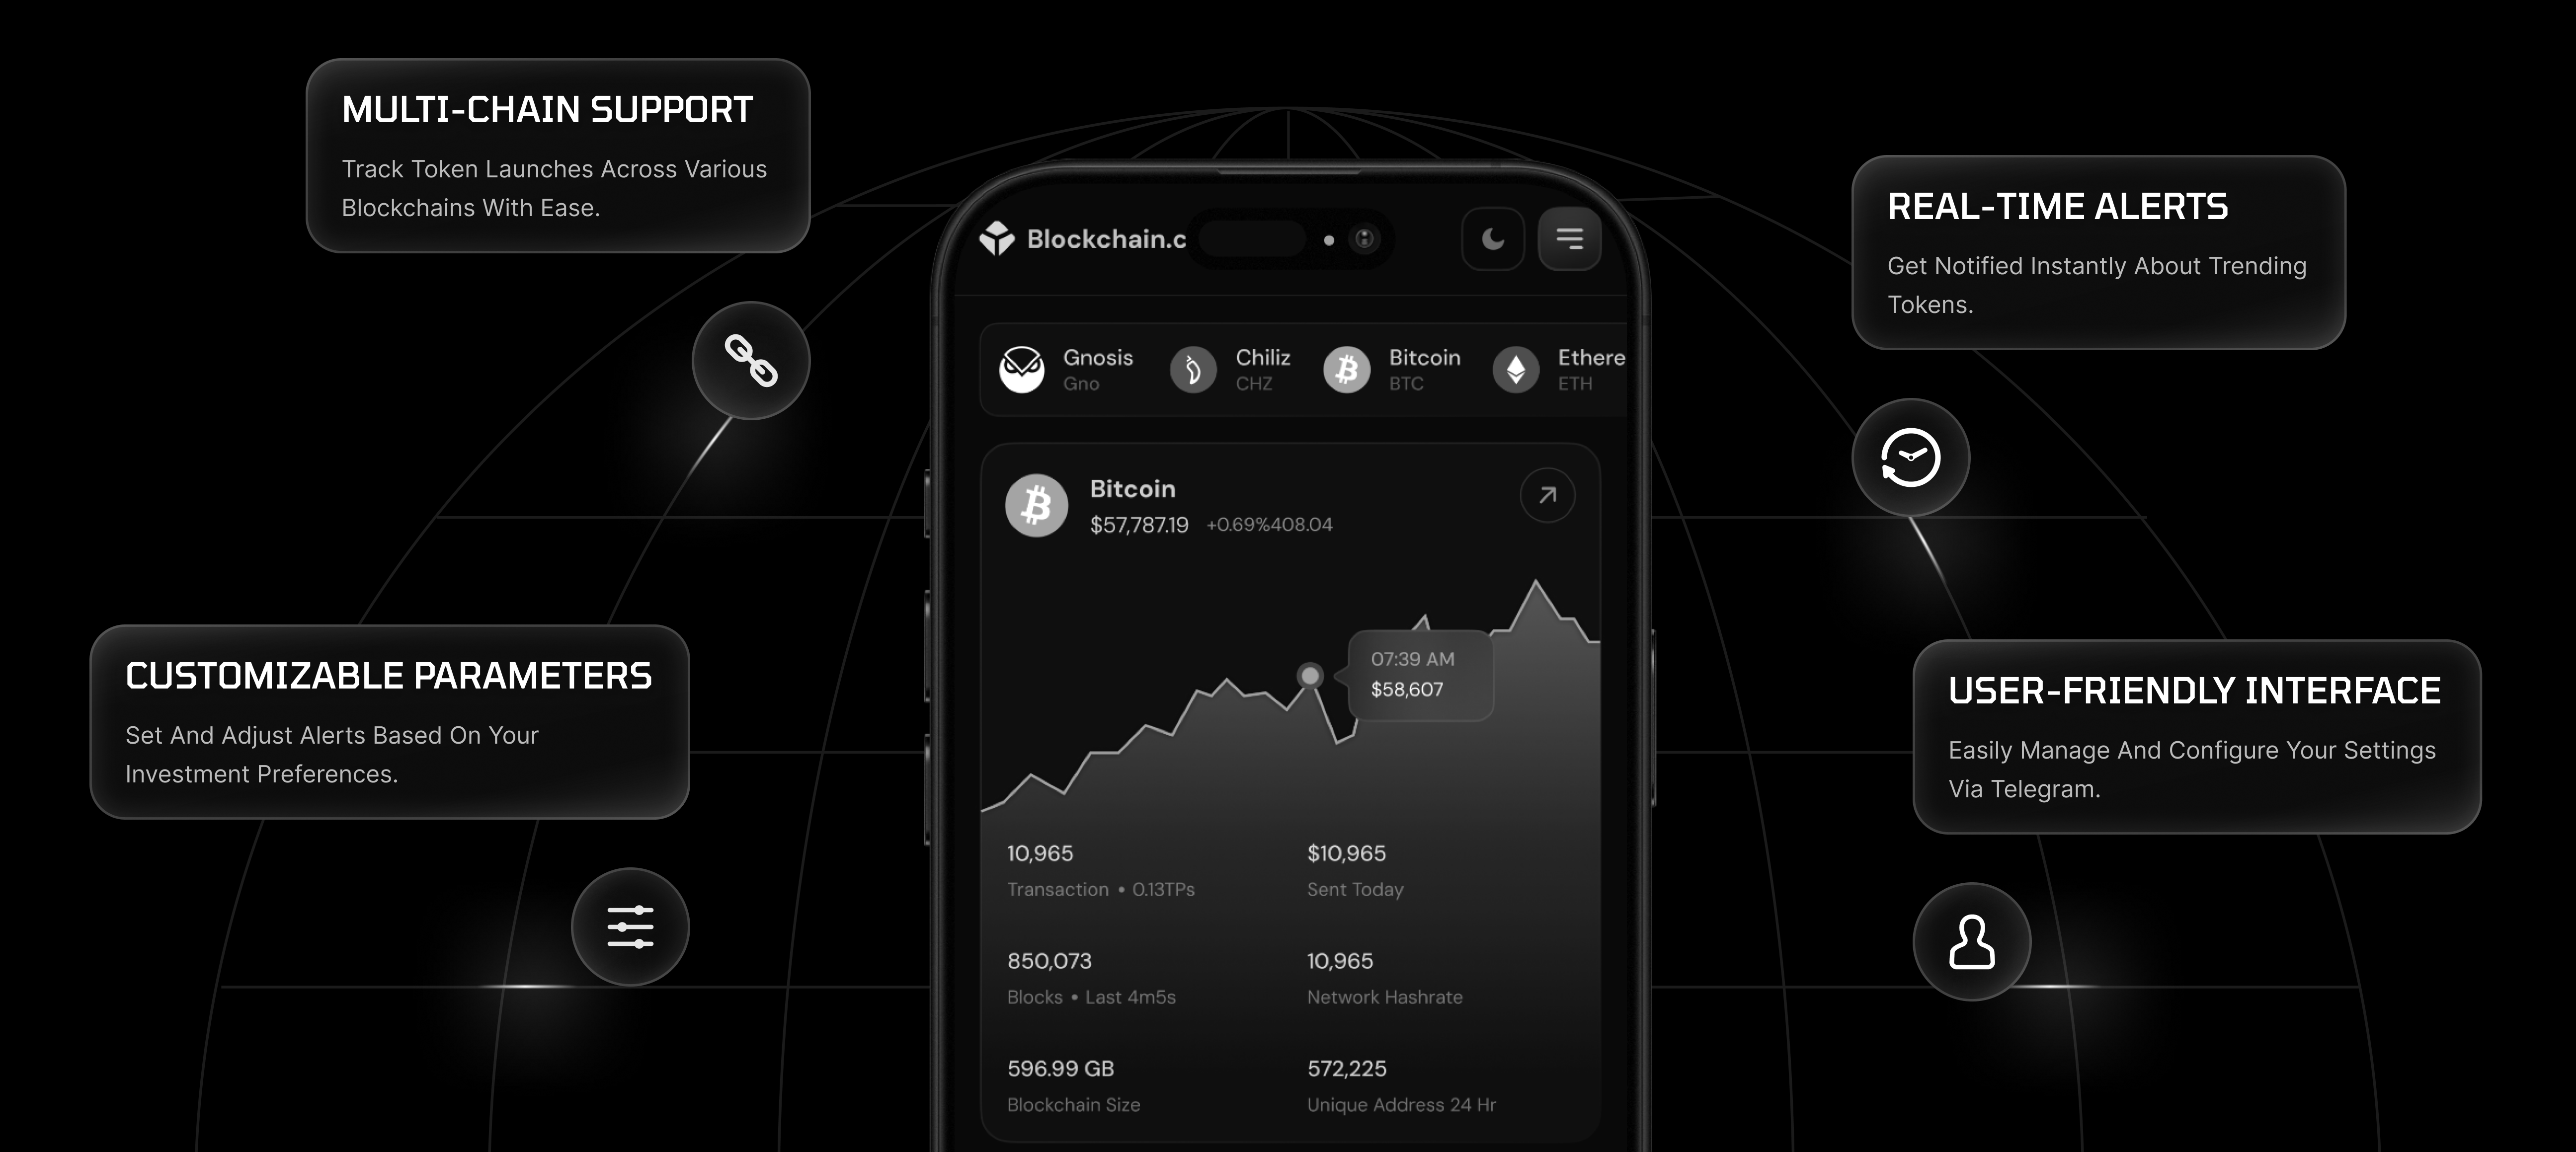 MULTI-CHAIN SUPPORT
Track Token Launches Across Various
Blockchains With Ease.
REAL-TIME ALERTS
Get Notified Instantly About Trending
Tokens.
CUSTOMIZABLE PARAMETERS
Set And Adjust Alerts Based On Your
Investment Preferences.
USER-FRIENDLY INTERFACE
Easily Manage And Configure Your Settings
Via Telegram.
Blockchain.c
Gnosis Chiliz Bitcoin Ethere
Gno CHZ BTC ETH
Bitcoin
$57,787.19 +0.69%408.04
07:39 AM
$58,607
10,965 $10,965
Transaction • 0.13TPs Sent Today
850,073 10,965
Blocks • Last 4m5s Network Hashrate
596.99 GB 572,225
Blockchain Size Unique Address 24 Hr